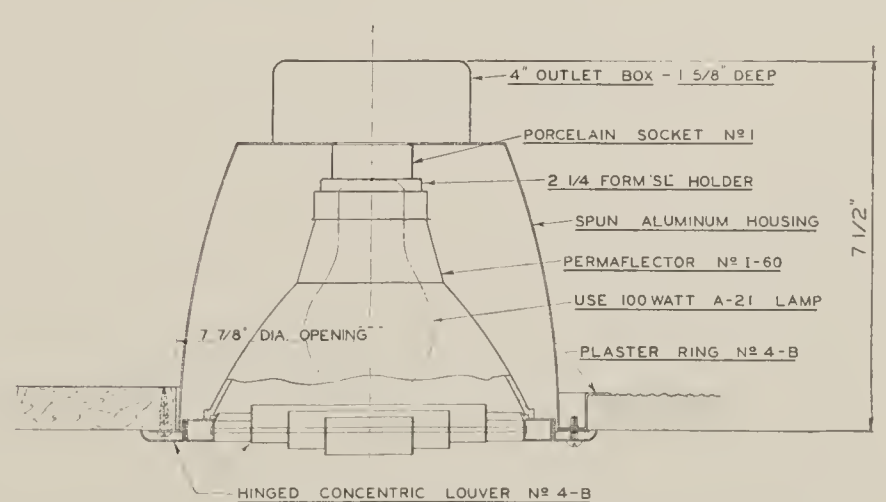 4" OUTLET BOX - 1 5/8" DEEP
PORCELAIN SOCKET Nº 1
2 1/4 FORM "SL" HOLDER
SPUN ALUMINUM HOUSING
7 1/2"
PERMAFLECTOR Nº I-60
USE 100 WATT A-21 LAMP
7 7/8" DIA. OPENING
PLASTER RING Nº 4-B
HINGED CONCENTRIC LOUVER Nº 4-B